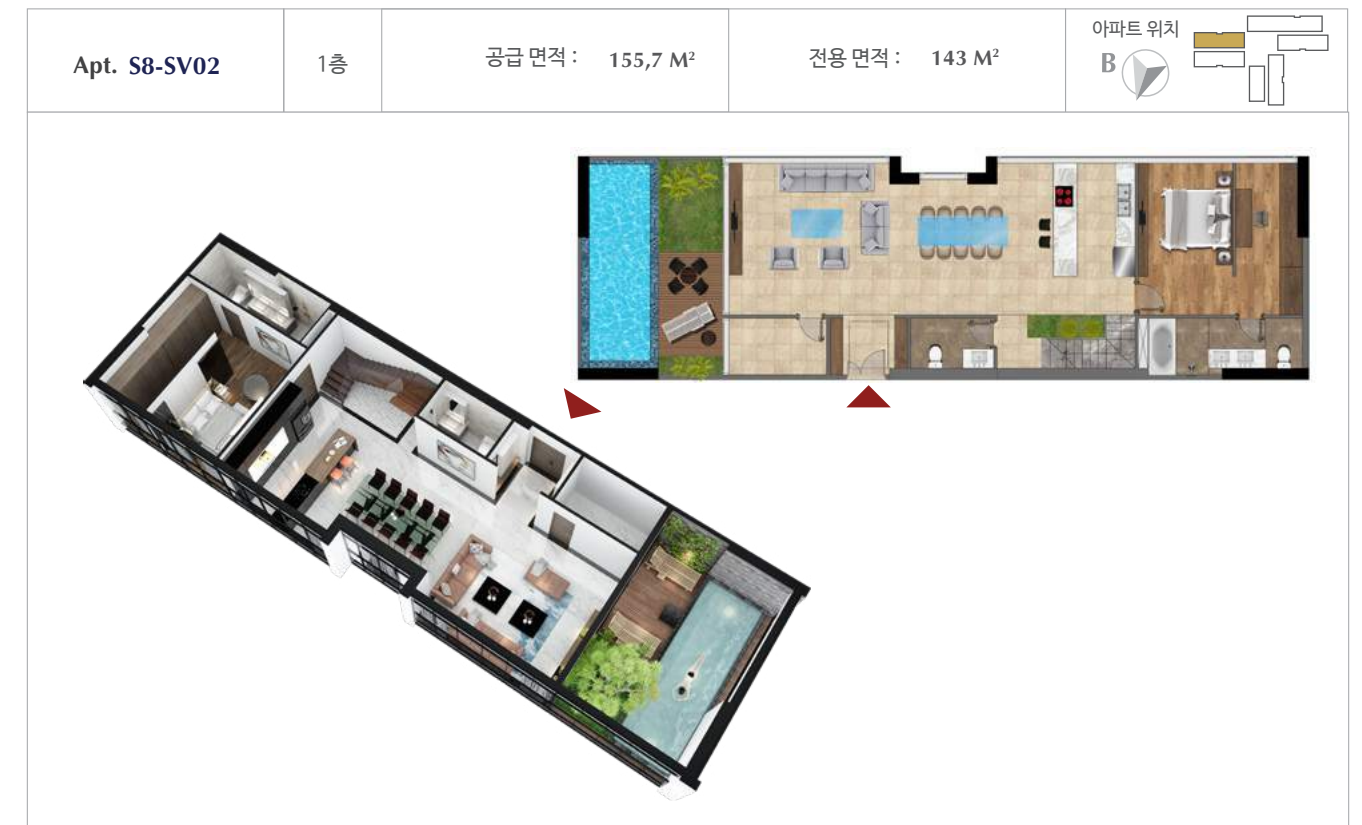 Apt. S8-SV02
1층
공급 면적 : 155,7 M²
전용 면적 : 143 M²
아파트 위치
B